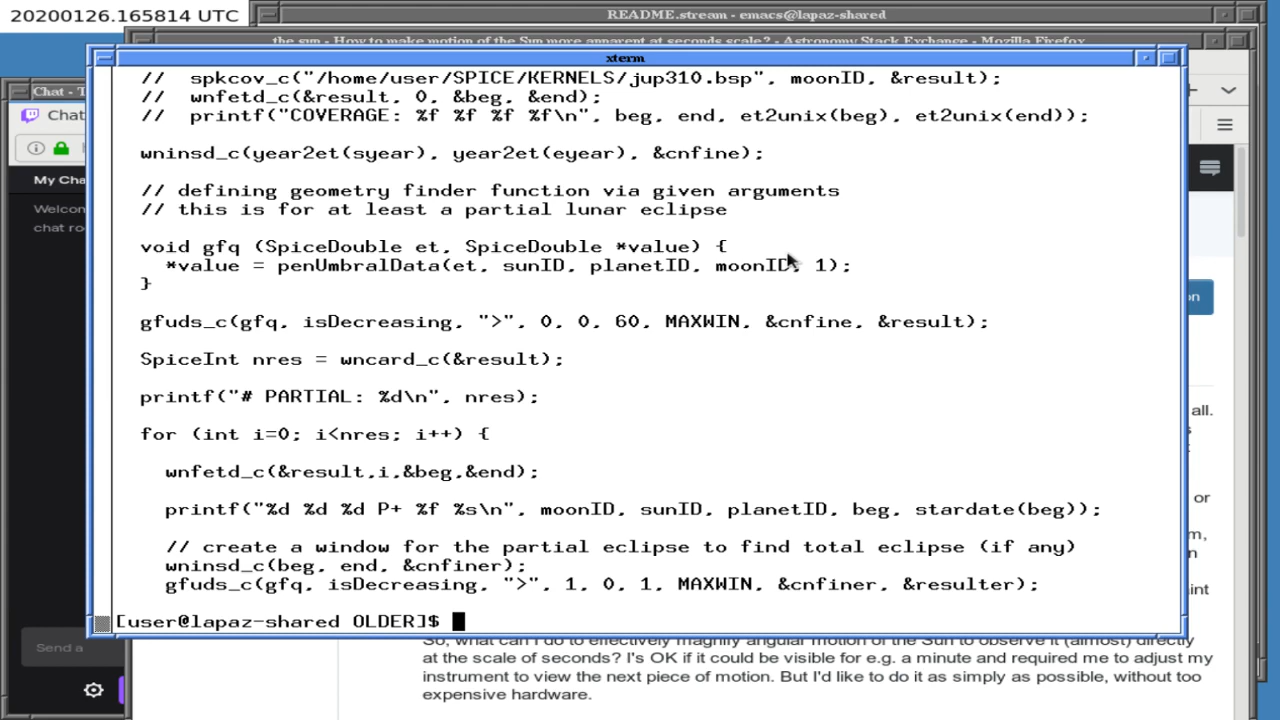 20200126.165814 UTC
README.stream - emacs@lapaz-shared
the sun - How to make motion of the Sun more apparent at seconds scale? - Astronomy Stack Exchange - Mozilla Firefox
xterm
Chat - T
Chat
My Cha
Welcon
chat roo
//  spkcov_c("/home/user/SPICE/KERNELS/jup310.bsp", moonID, &result);
//  wnfetd_c(&result, 0, &beg, &end);
//  printf("COVERAGE: %f %f %f %f\n", beg, end, et2unix(beg), et2unix(end));
wninsd_c(year2et(syear), year2et(eyear), &cnfine);
// defining geometry finder function via given arguments
// this is for at least a partial lunar eclipse
void gfq (SpiceDouble et, SpiceDouble *value) {
*value = penUmbralData(et, sunID, planetID, moonID, 1);
}
gfuds_c(gfq, isDecreasing, ">", 0, 0, 60, MAXWIN, &cnfine, &result);
SpiceInt nres = wncard_c(&result);
printf("# PARTIAL: %d\n", nres);
for (int i=0; i<nres; i++) {
wnfetd_c(&result,i,&beg,&end);
printf("%d %d %d P+ %f %s\n", moonID, sunID, planetID, beg, stardate(beg));
// create a window for the partial eclipse to find total eclipse (if any)
wninsd_c(beg, end, &cnfiner);
gfuds_c(gfq, isDecreasing, ">", 1, 0, 1, MAXWIN, &cnfiner, &resulter);
[user@lapaz-shared OLDER]$
on
all.
or
m,
int
Send a
So, what can I do to effectively magnify angular motion of the Sun to observe it (almost) directly
at the scale of seconds? I's OK if it could be visible for e.g. a minute and required me to adjust my
instrument to view the next piece of motion. But I'd like to do it as simply as possible, without too
expensive hardware.